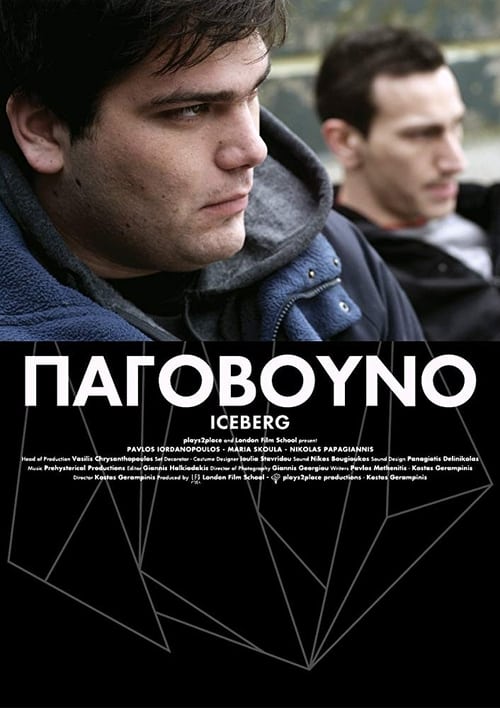 ΠΑΓΟΒΟΥΝΟ
ICEBERG
plays2place and London Film School present
PAVLOS IORDANOPOULOS - MARIA SKOULA - NIKOLAS PAPAGIANNIS
Head of Production Vasilis Chrysanthopoulos Set Decorator - Costume Designer Ioulia Stavridou Sound Nikos Bougioukos Sound Design Panagiotis Delinikolas
Music Prehysterical Productions Editor Giannis Halkiadakis Director of Photography Giannis Georgiou Writers Pavlos Methenitis - Kostas Gerampinis
Director Kostas Gerampinis Produced by London Film School - plays2place productions - Kostas Gerampinis